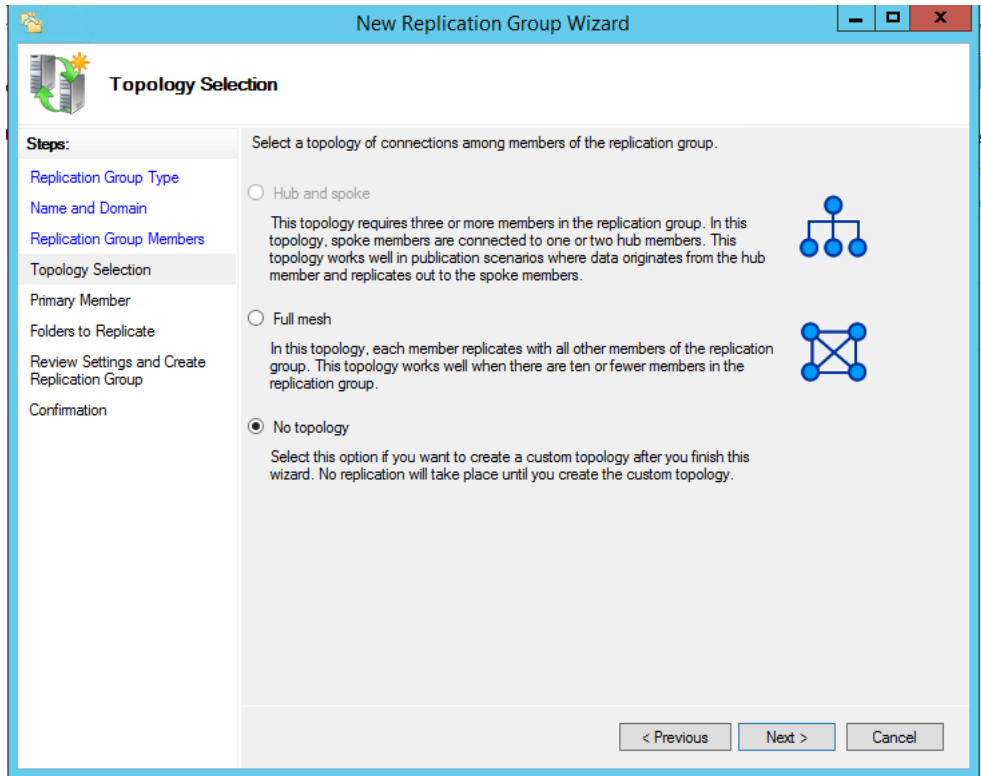 New Replication Group Wizard
Topology Selection
Steps:
Replication Group Type
Name and Domain
Replication Group Members
Topology Selection
Primary Member
Folders to Replicate
Review Settings and Create
Replication Group
Confirmation
Select a topology of connections among members of the replication group.
Hub and spoke
This topology requires three or more members in the replication group. In this
topology, spoke members are connected to one or two hub members. This
topology works well in publication scenarios where data originates from the hub
member and replicates out to the spoke members.
Full mesh
In this topology, each member replicates with all other members of the replication
group. This topology works well when there are ten or fewer members in the
replication group.
No topology
Select this option if you want to create a custom topology after you finish this
wizard. No replication will take place until you create the custom topology.
< Previous
Next >
Cancel